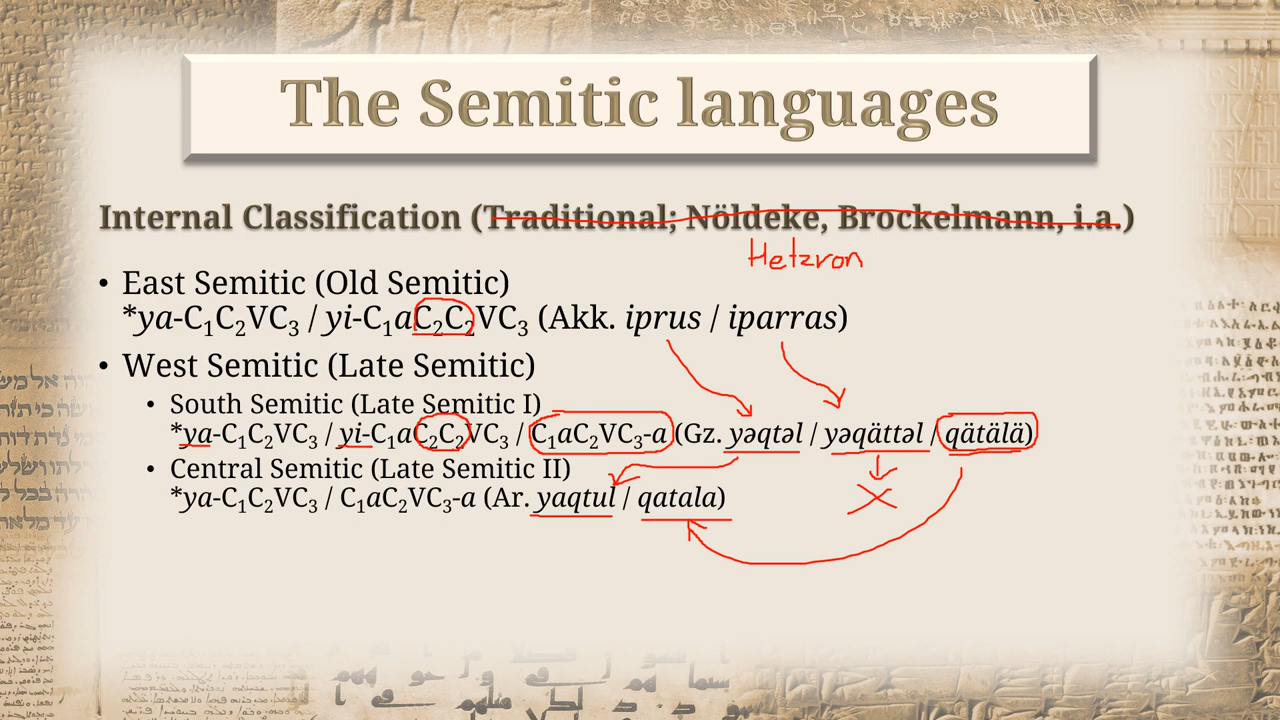 The Semitic languages
Internal Classification (Traditional; Nöldeke, Brockelmann, i.a.)
Hetzron
• East Semitic (Old Semitic)
*ya-C₁C₂VC₃ / yi-C₁aC₂C₂VC₃ (Akk. iprus / iparras)
• West Semitic (Late Semitic)
• South Semitic (Late Semitic I)
*ya-C₁C₂VC₃ / yi-C₁aC₂C₂VC₃ / C₁aC₂VC₃-a (Gz. yəqtəl / yəqättəl / qätälä)
• Central Semitic (Late Semitic II)
*ya-C₁C₂VC₃ / C₁aC₂VC₃-a (Ar. yaqtul / qatala)